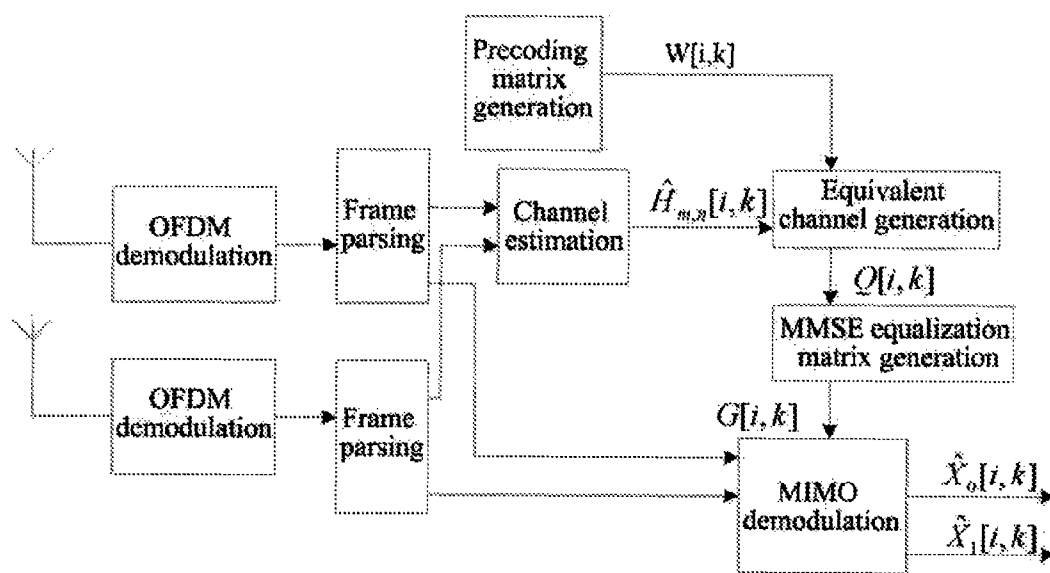 Precoding
matrix
generation
W[i,k]
OFDM
demodulation
Frame
parsing
Channel
estimation
Ĥm,n[i,k]
Equivalent
channel generation
Q[i,k]
MMSE equalization
matrix generation
OFDM
demodulation
Frame
parsing
G[i,k]
MIMO
demodulation
X̂0[i,k]
X̂1[i,k]